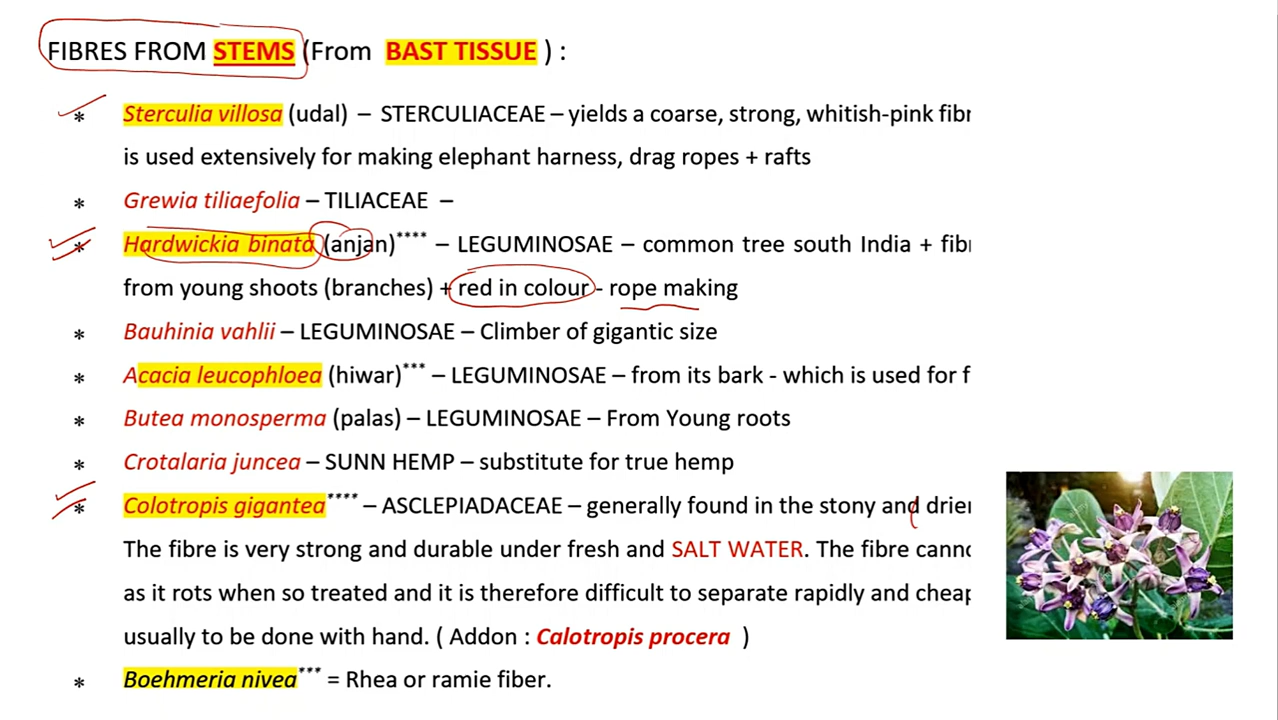 FIBRES FROM STEMS (From BAST TISSUE ) :
* Sterculia villosa (udal) – STERCULIACEAE – yields a coarse, strong, whitish-pink
is used extensively for making elephant harness, drag ropes + rafts
* Grewia tiliaefolia – TILIACEAE –
* Hardwickia binata (anjan)**** – LEGUMINOSAE – common tree south India +
from young shoots (branches) + red in colour - rope making
* Bauhinia vahlii – LEGUMINOSAE – Climber of gigantic size
* Acacia leucophloea (hiwar)*** – LEGUMINOSAE – from its bark - which is used for
* Butea monosperma (palas) – LEGUMINOSAE – From Young roots
* Crotalaria juncea – SUNN HEMP – substitute for true hemp
* Colotropis gigantea**** – ASCLEPIADACEAE – generally found in the stony and
The fibre is very strong and durable under fresh and SALT WATER. The fibre
as it rots when so treated and it is therefore difficult to separate rapidly and
usually to be done with hand. ( Addon : Calotropis procera )
* Boehmeria nivea*** = Rhea or ramie fiber.